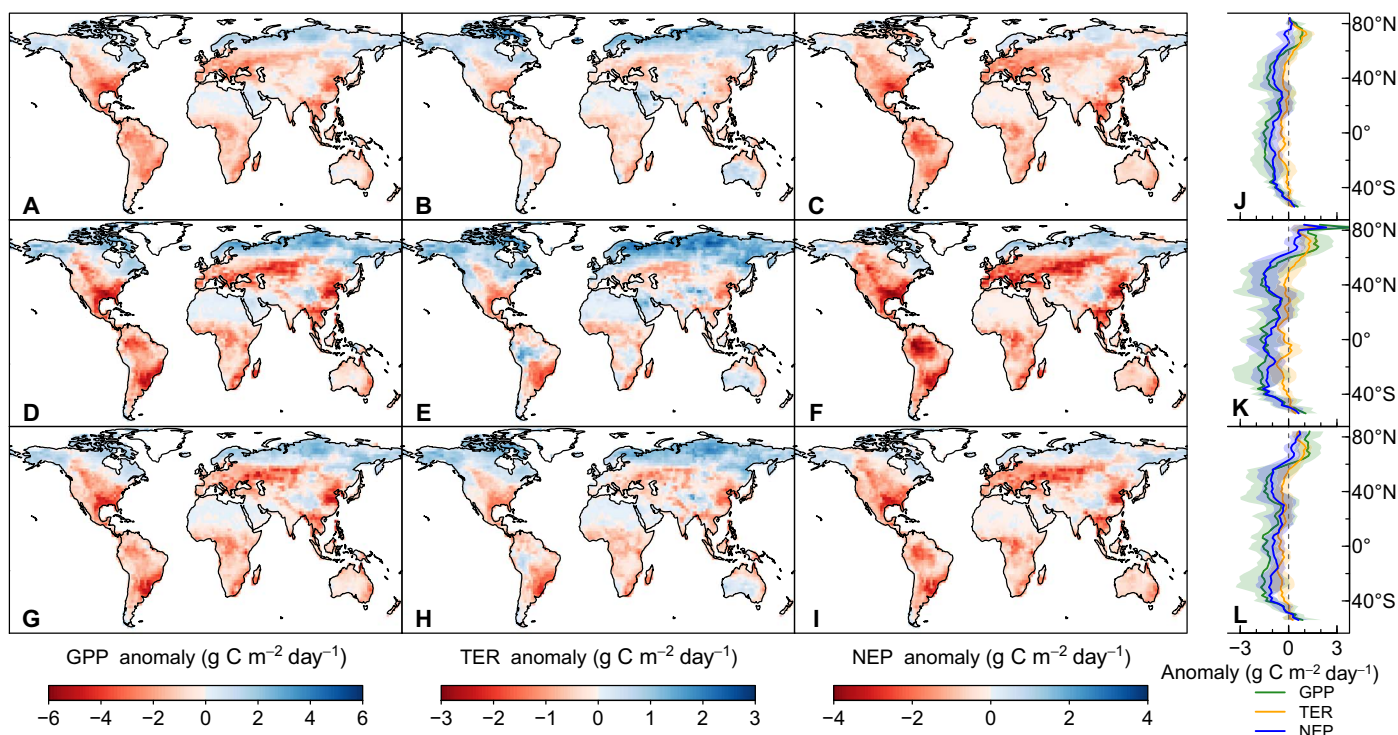 A
B
C
J
80°N
40°N
0°
40°S
D
E
F
K
80°N
40°N
0°
40°S
G
H
I
L
80°N
40°N
0°
40°S
−3 0 3
GPP anomaly (g C m⁻² day⁻¹)
TER anomaly (g C m⁻² day⁻¹)
NEP anomaly (g C m⁻² day⁻¹)
Anomaly (g C m⁻² day⁻¹)
GPP
TER
NEP
−6 −4 −2 0 2 4 6
−3 −2 −1 0 1 2 3
−4 −2 0 2 4